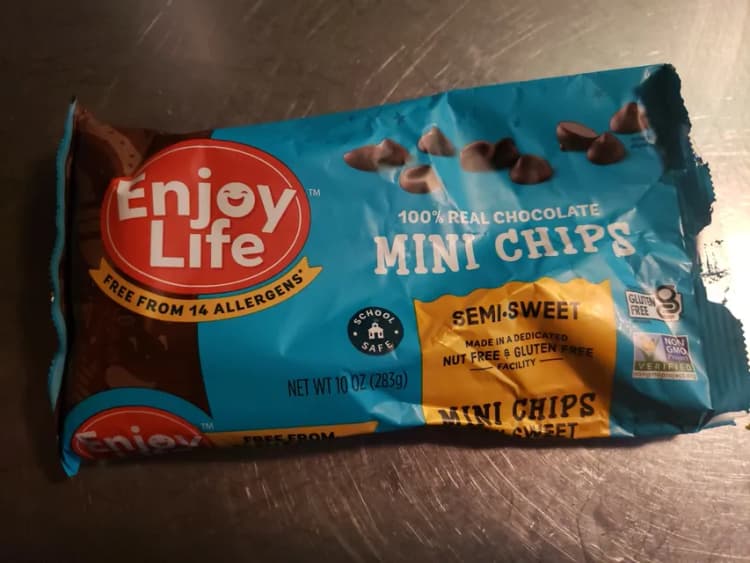 Enjoy
Life
TM
FREE FROM 14 ALLERGENS*
100% REAL CHOCOLATE
MINI CHIPS
SEMI•SWEET
MADE IN A DEDICATED
NUT FREE & GLUTEN FREE
FACILITY
SCHOOL
SAFE
NET WT 10 OZ (283g)
GLUTEN
FREE
NON
GMO
VERIFIED
MINI CHIPS
SWEET
Enjoy
TM
FREE FROM